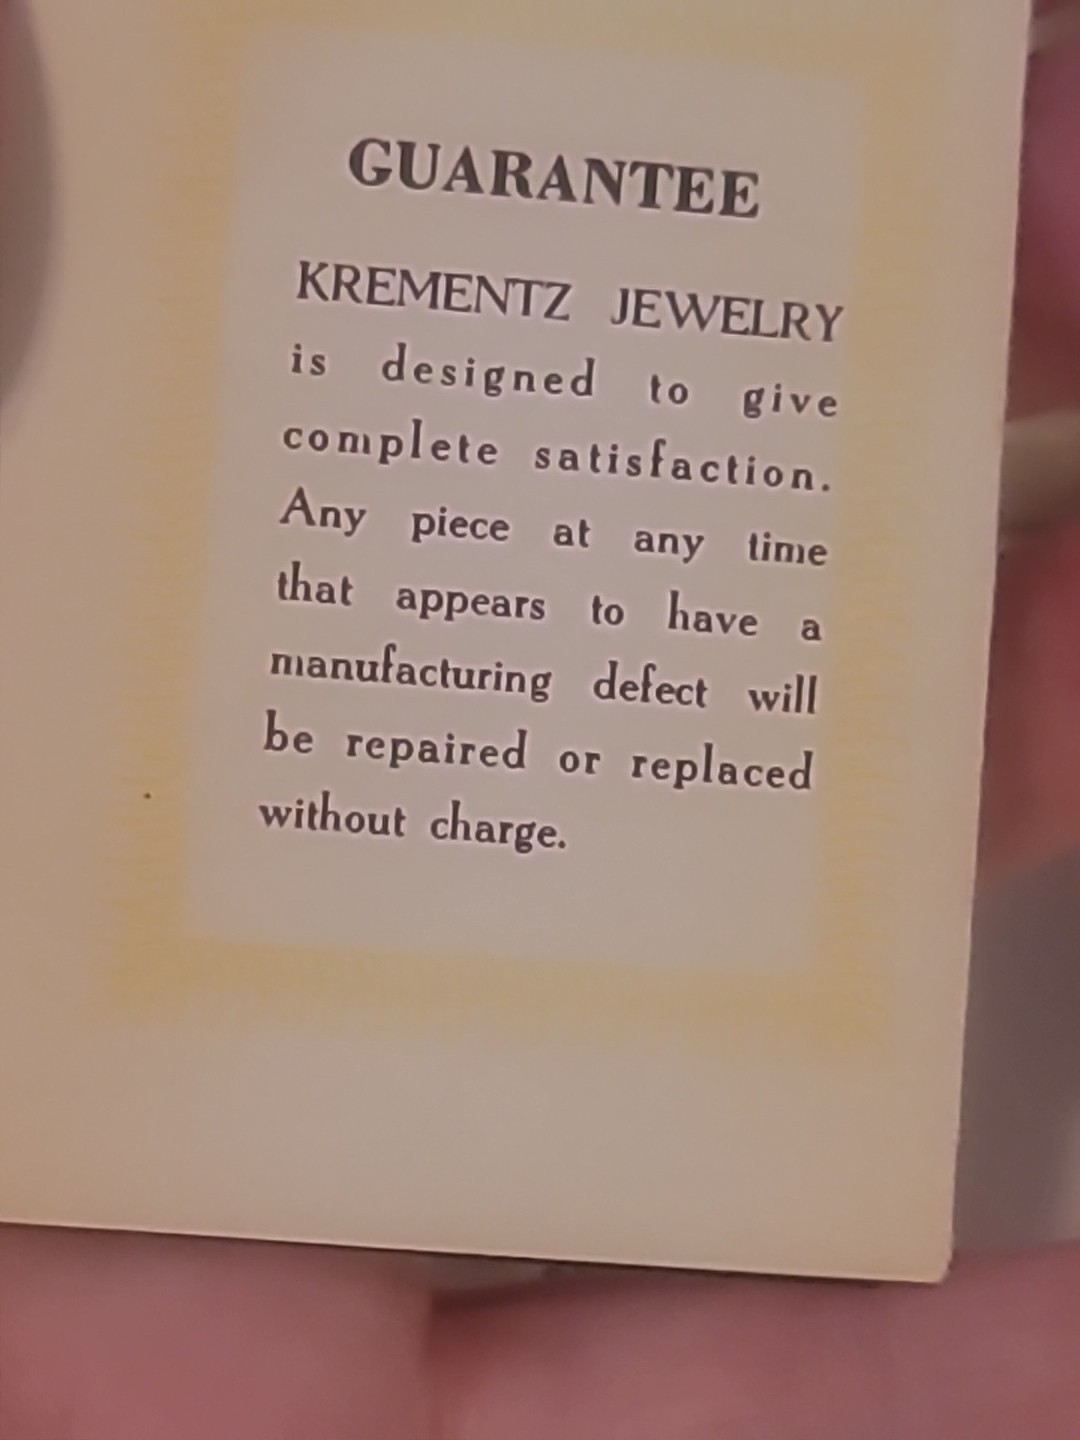 GUARANTEE
KREMENTZ JEWELRY
is designed to give
complete satisfaction.
Any piece at any time
that appears to have a
manufacturing defect will
be repaired or replaced
without charge.